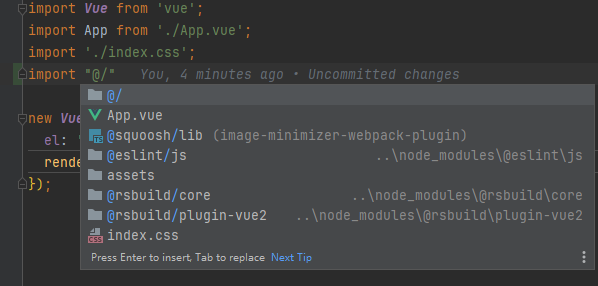 import Vue from 'vue';
import App from './App.vue';
import './index.css';
import "@/" You, 4 minutes ago • Uncommitted changes
@/
new Vue
App.vue
el: '
TS @squoosh/lib (image-minimizer-webpack-plugin)
rende
@eslint/js ..\node_modules\@eslint\js
});
assets
@rsbuild/core ..\node_modules\@rsbuild\core
@rsbuild/plugin-vue2 ..\node_modules\@rsbuild\plugin-vue2
CSS index.css
Press Enter to insert, Tab to replace Next Tip